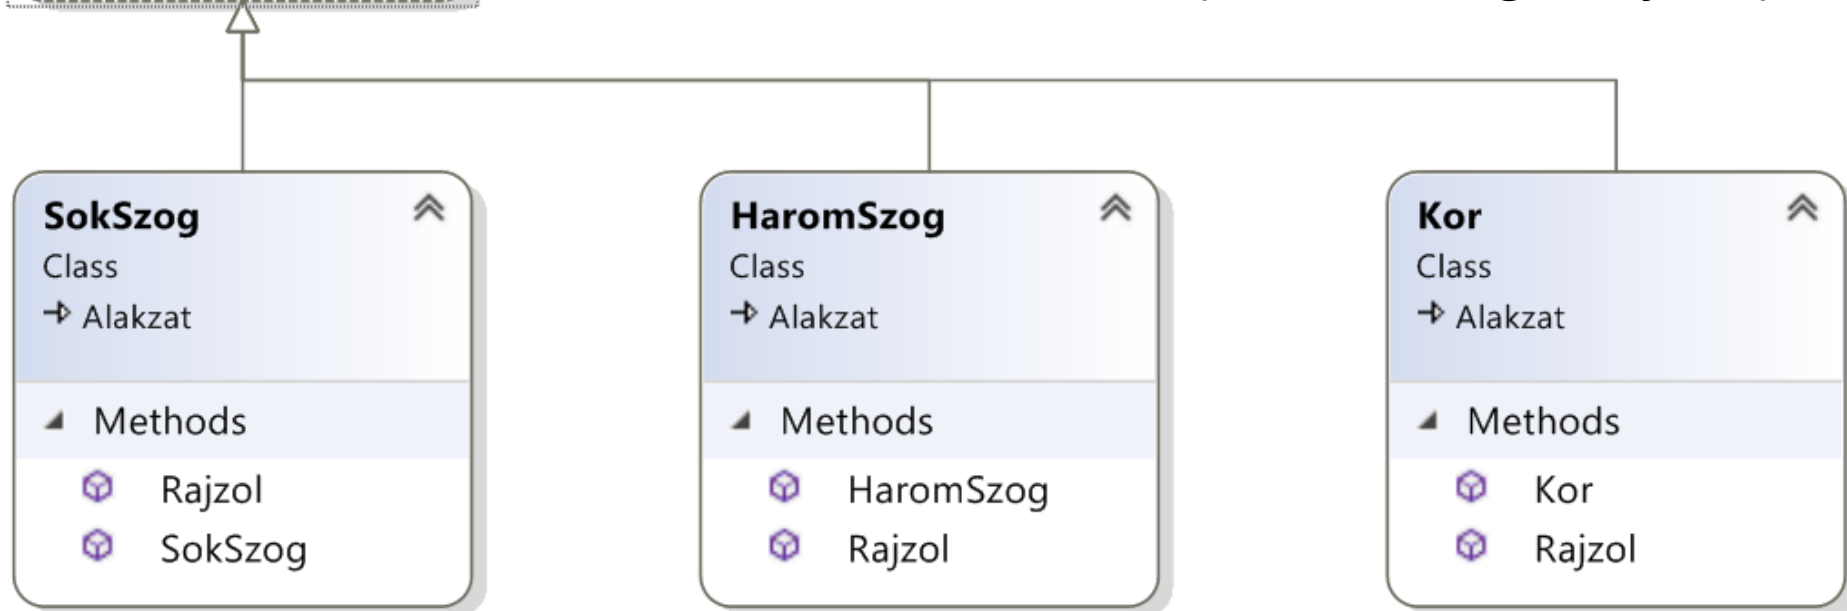 SokSzog
Class
Alakzat
Methods
Rajzol
SokSzog
HaromSzog
Class
Alakzat
Methods
HaromSzog
Rajzol
Kor
Class
Alakzat
Methods
Kor
Rajzol